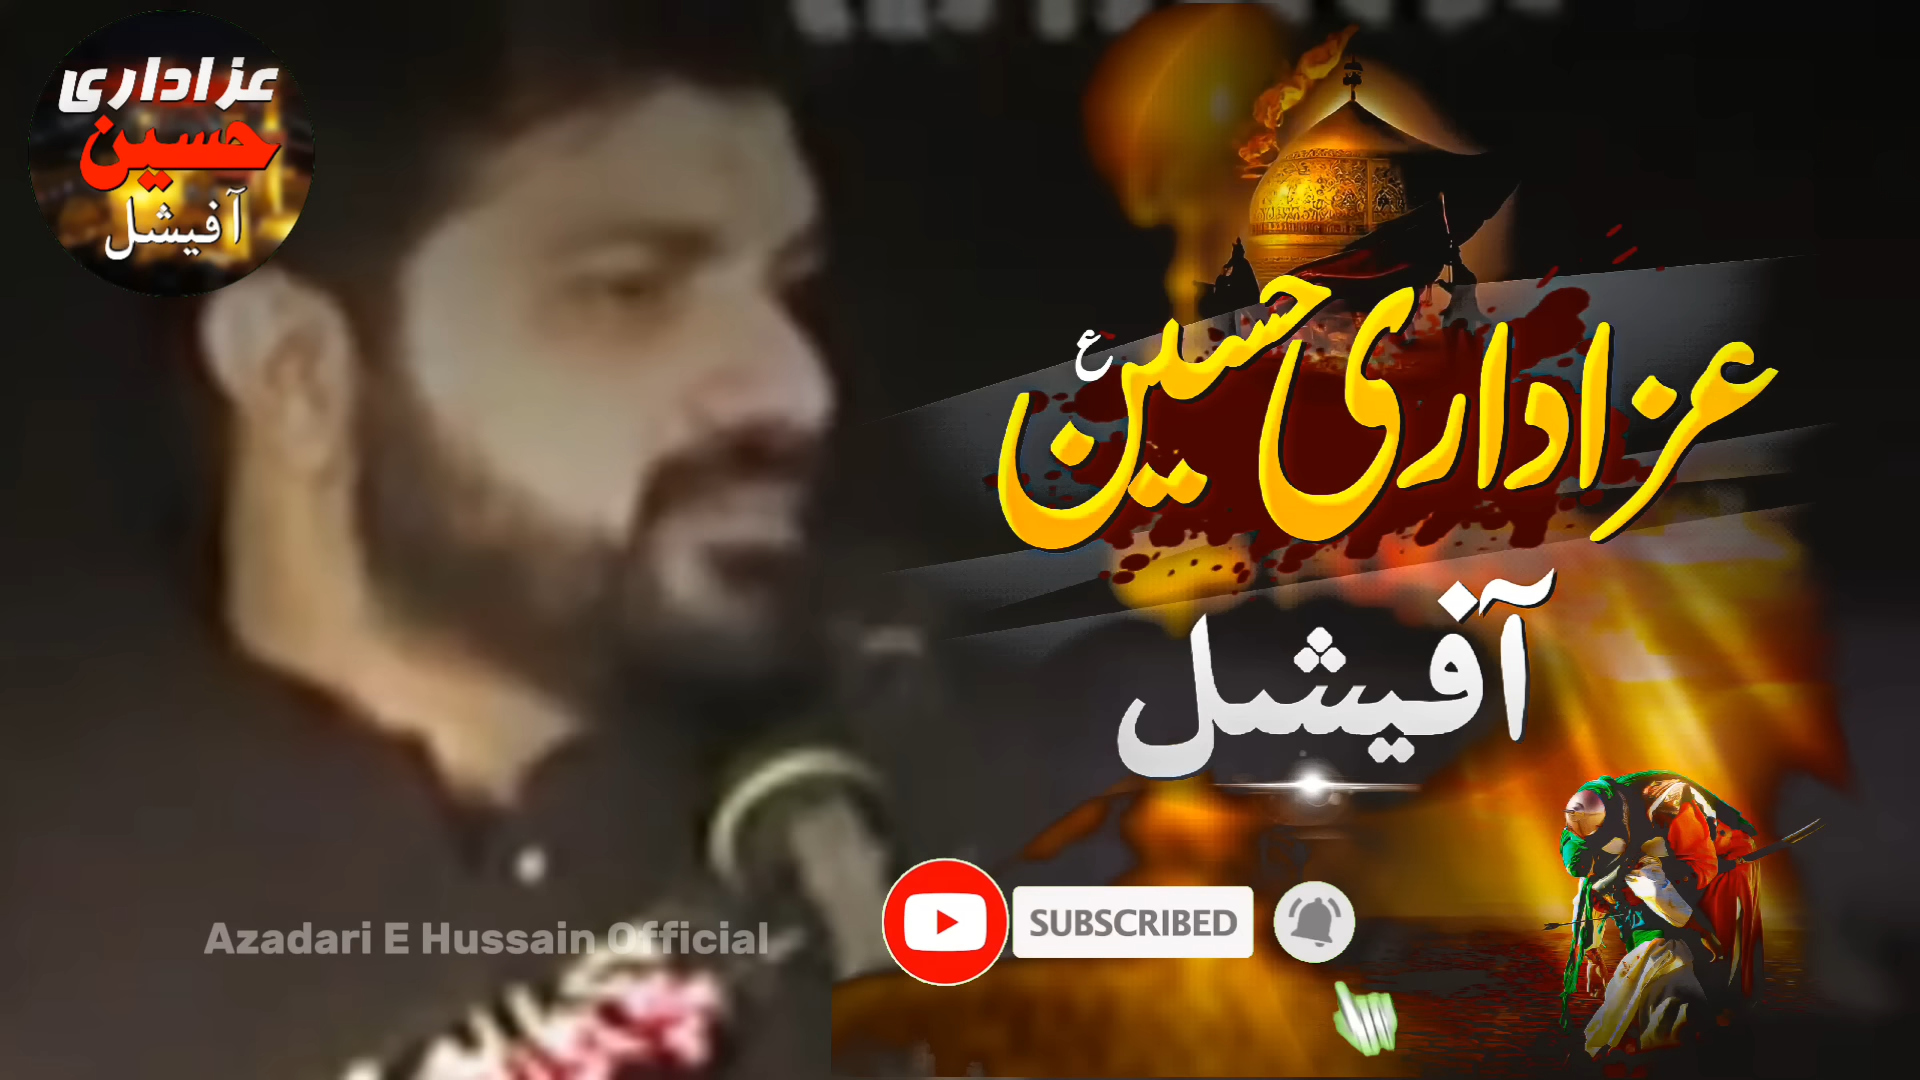 عزاداری
حسین
آفیشل
عزاداری حسین ع
آفیشل
SUBSCRIBED
Azadari E Hussain Official